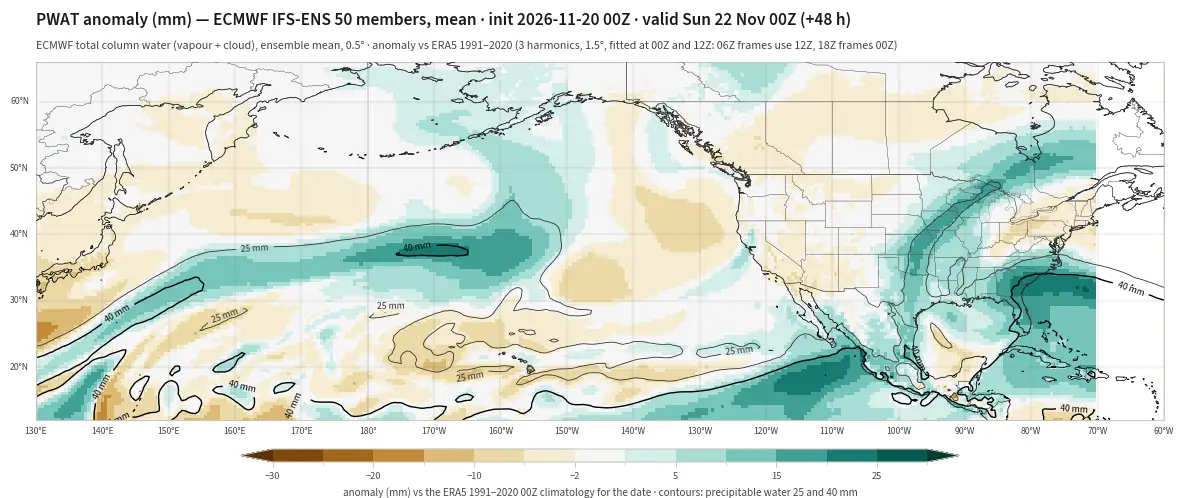 PWAT anomaly (mm) — ECMWF IFS-ENS 50 members, mean · init 2026-11-20 00Z · valid Sun 22 Nov 00Z (+48 h)
ECMWF total column water (vapour + cloud), ensemble mean, 0.5° · anomaly vs ERA5 1991–2020 (3 harmonics, 1.5°, fitted at 00Z and 12Z: 06Z frames use 12Z, 18Z frames 00Z)
60°N
50°N
40°N
30°N
20°N
25 mm
40 mm
40 mm
25 mm
25 mm
40 mm
25 mm
25 mm
40 mm
40 mm
40 mm
mm
40 mm
40 mm
130°E 140°E 150°E 160°E 170°E 180° 170°W 160°W 150°W 140°W 130°W 120°W 110°W 100°W 90°W 80°W 70°W 60°W
−30 −20 −10 −2 5 15 25
anomaly (mm) vs the ERA5 1991–2020 00Z climatology for the date · contours: precipitable water 25 and 40 mm